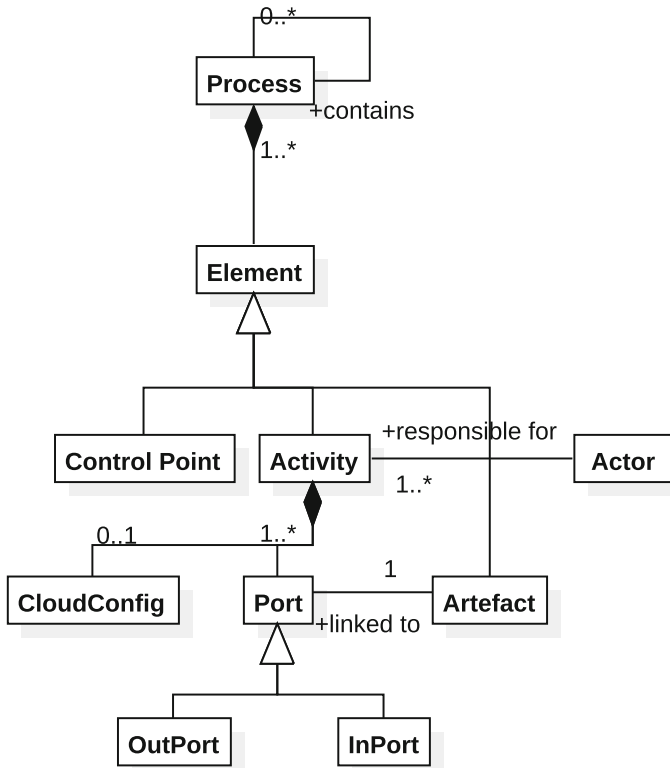 0..*
Process
+contains
1..*
Element
+responsible for
Control Point
Activity
Actor
1..*
0..1
1..*
1
CloudConfig
Port
Artefact
+linked to
OutPort
InPort